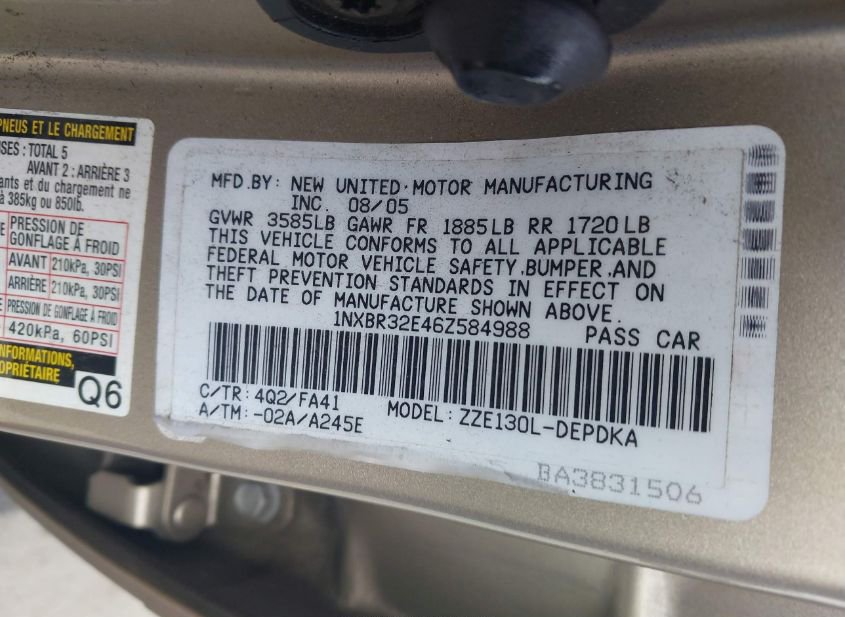 PNEUS ET LE CHARGEMENT
TOTAL 5
AVANT 2 : ARRIÈRE 3
et du chargement ne
à 385kg ou 850lb.
PRESSION DE
GONFLAGE À FROID
AVANT 210kPa, 30PSI
ARRIÈRE 210kPa, 30PSI
PRESSION DE GONFLAGE À FROID
420kPa, 60PSI
INFORMATIONS,
Q6
MFD.BY: NEW UNITED MOTOR MANUFACTURING
INC. 08/05
GVWR 3585LB GAWR FR 1885LB RR 1720LB
THIS VEHICLE CONFORMS TO ALL APPLICABLE
FEDERAL MOTOR VEHICLE SAFETY,BUMPER,AND
THEFT PREVENTION STANDARDS IN EFFECT ON
THE DATE OF MANUFACTURE SHOWN ABOVE.
1NXBR32E46Z584988 PASS CAR
C/TR: 4Q2/FA41
A/TM:-02A/A245E MODEL: ZZE130L-DEPDKA
BA3831506